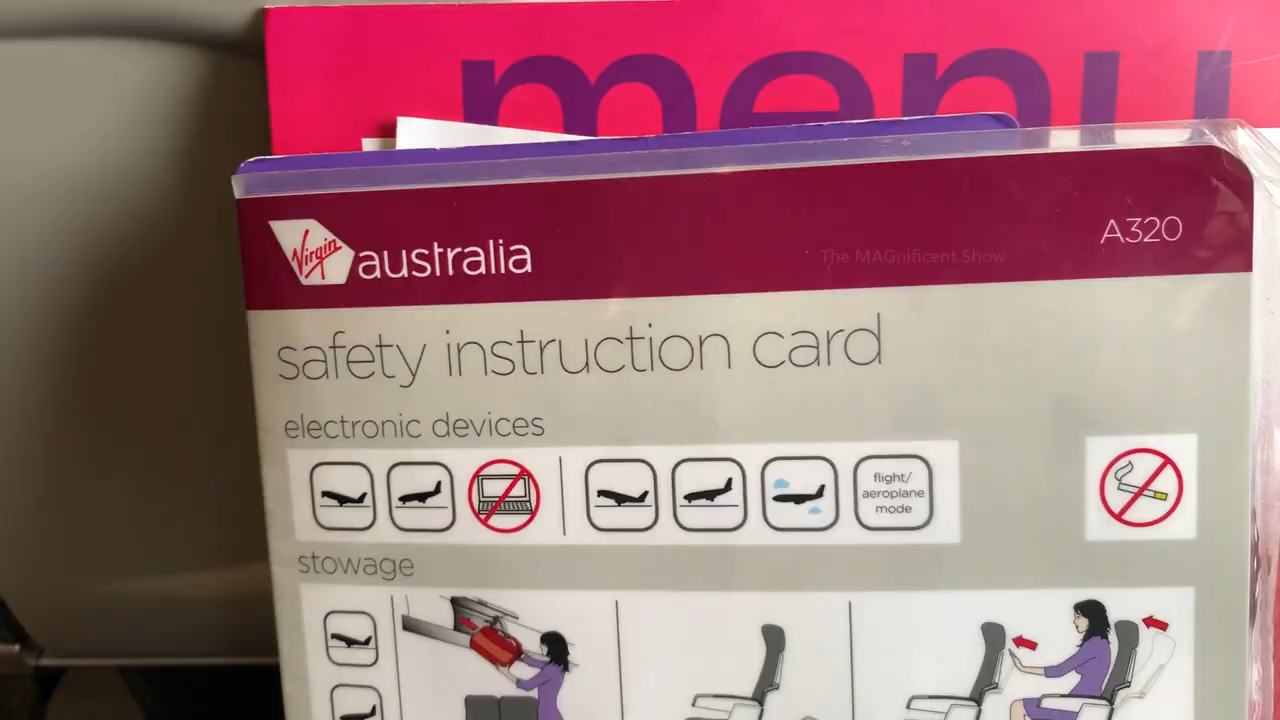 menu
Virgin australia
A320
The MAGnificent Show
safety instruction card
electronic devices
flight/
aeroplane
mode
stowage